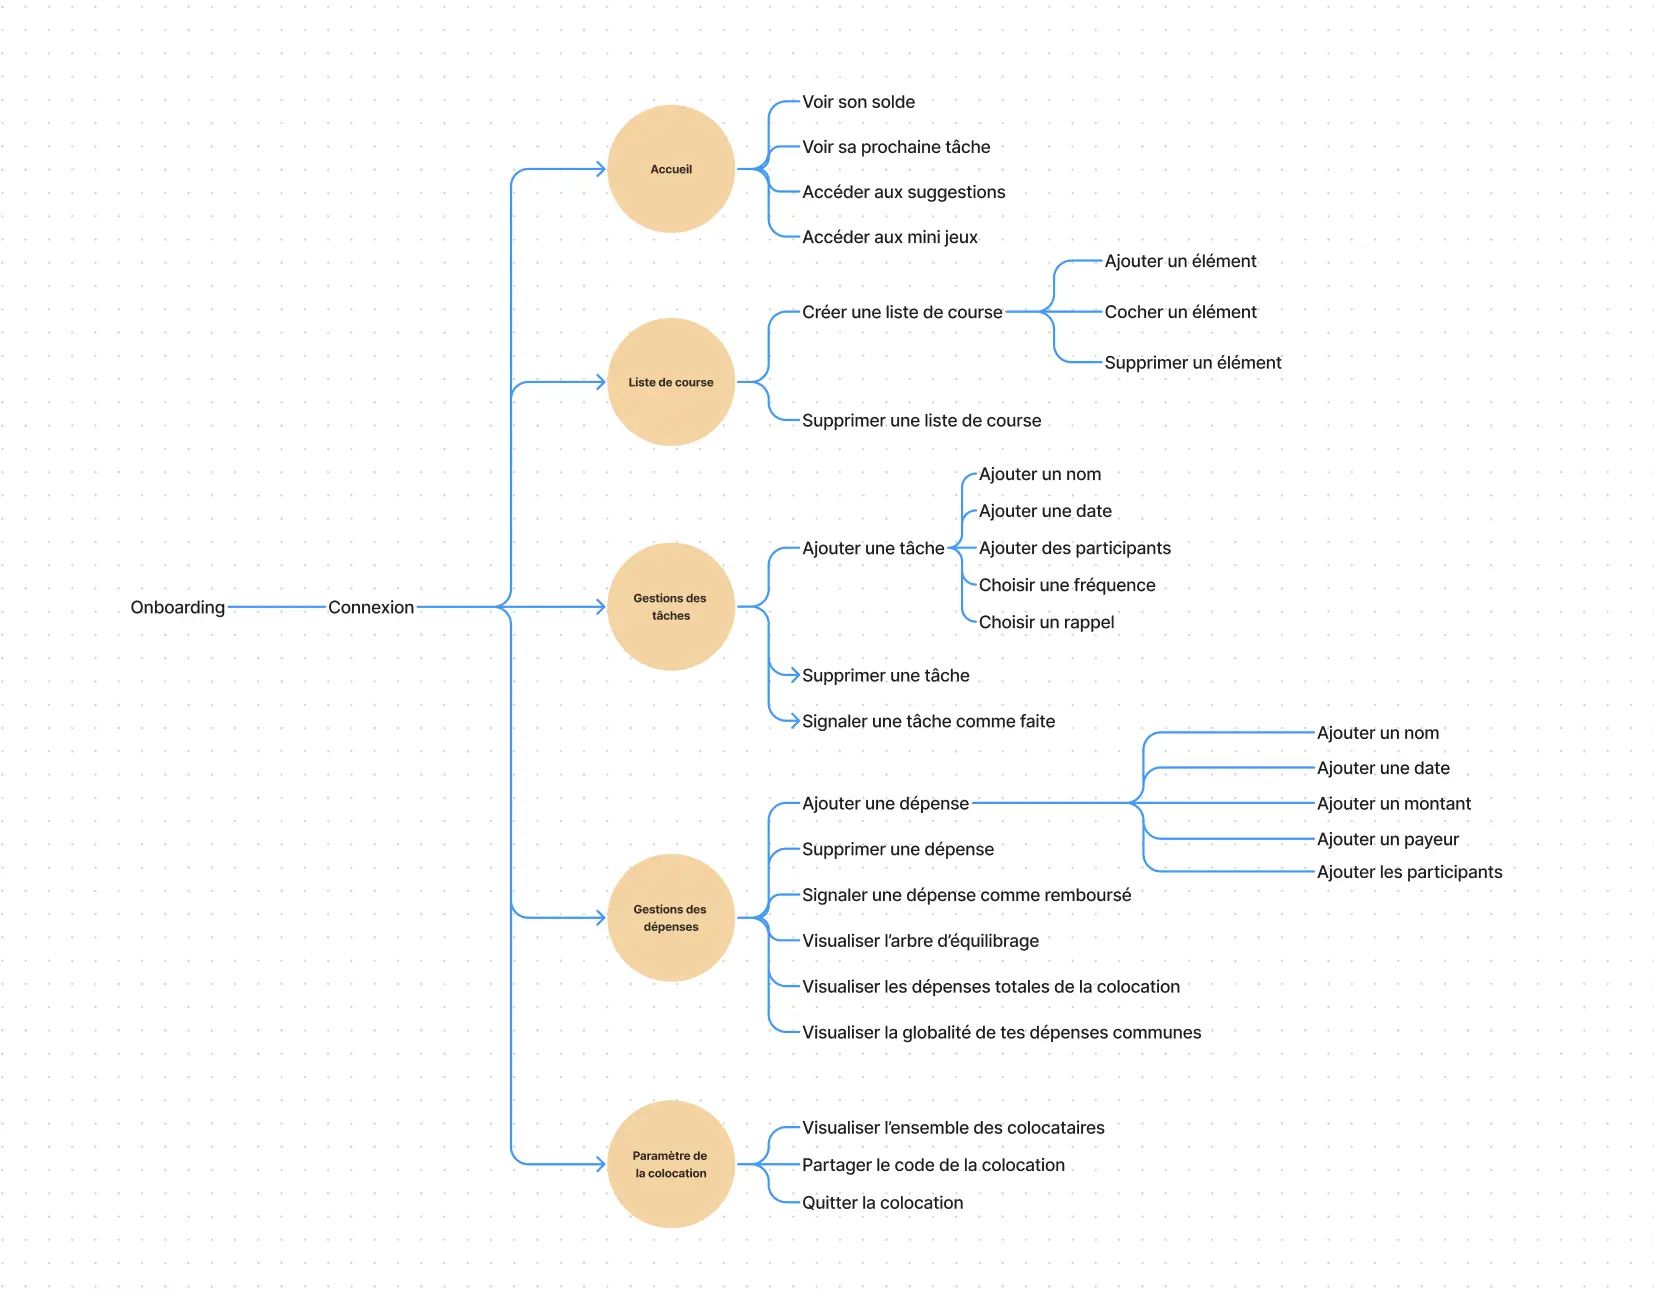 Onboarding
Connexion
Accueil
Voir son solde
Voir sa prochaine tâche
Accéder aux suggestions
Accéder aux mini jeux
Liste de course
Créer une liste de course
Ajouter un élément
Cocher un élément
Supprimer un élément
Supprimer une liste de course
Gestions des
tâches
Ajouter une tâche
Ajouter un nom
Ajouter une date
Ajouter des participants
Choisir une fréquence
Choisir un rappel
Supprimer une tâche
Signaler une tâche comme faite
Gestions des
dépenses
Ajouter une dépense
Ajouter un nom
Ajouter une date
Ajouter un montant
Ajouter un payeur
Ajouter les participants
Supprimer une dépense
Signaler une dépense comme remboursé
Visualiser l’arbre d’équilibrage
Visualiser les dépenses totales de la colocation
Visualiser la globalité de tes dépenses communes
Paramètre de
la colocation
Visualiser l’ensemble des colocataires
Partager le code de la colocation
Quitter la colocation